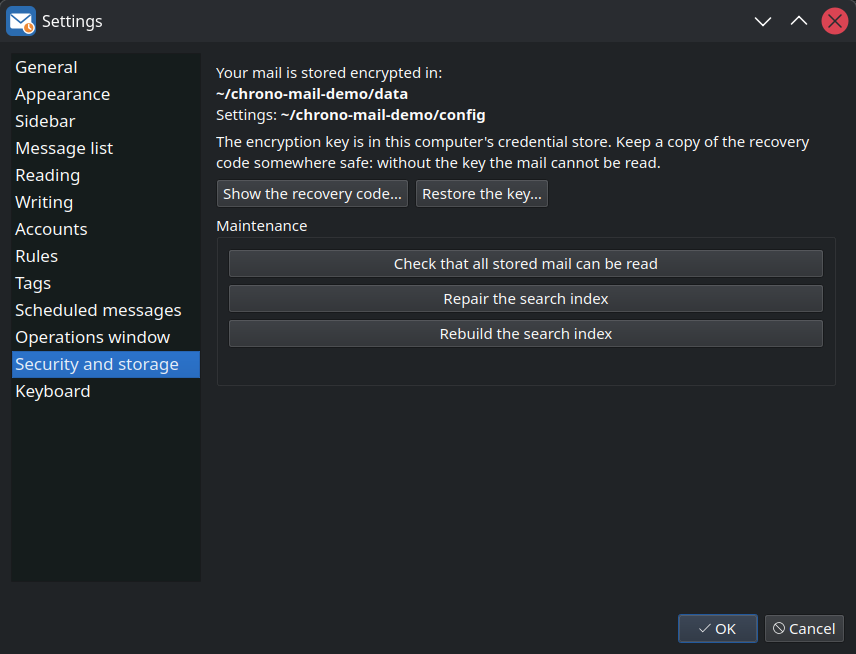 Settings
General
Appearance
Sidebar
Message list
Reading
Writing
Accounts
Rules
Tags
Scheduled messages
Operations window
Security and storage
Keyboard
Your mail is stored encrypted in:
~/chrono-mail-demo/data
Settings: ~/chrono-mail-demo/config
The encryption key is in this computer's credential store. Keep a copy of the recovery
code somewhere safe: without the key the mail cannot be read.
Show the recovery code...
Restore the key...
Maintenance
Check that all stored mail can be read
Repair the search index
Rebuild the search index
OK
Cancel